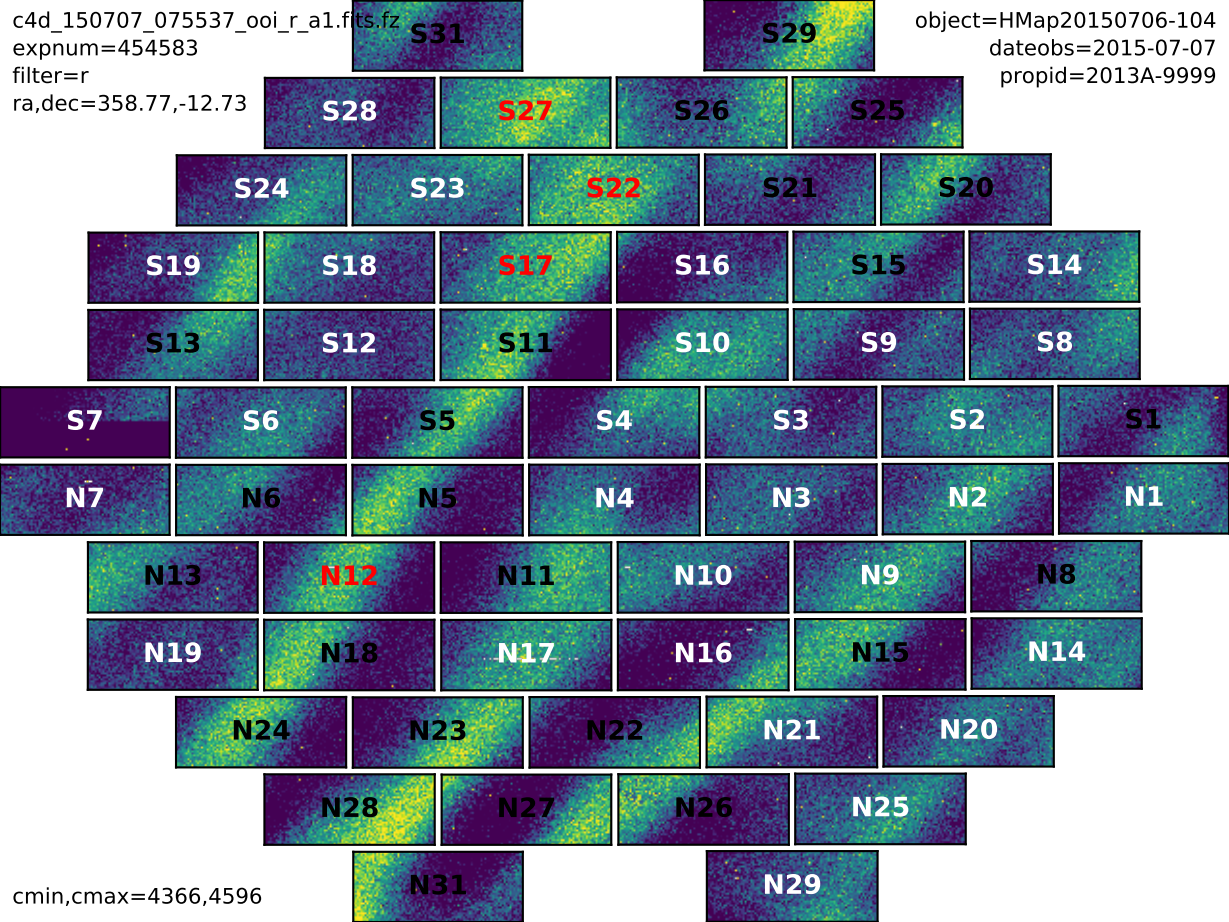 c4d_150707_075537_ooi_r_a1.fits.fz
expnum=454583
filter=r
ra,dec=358.77,-12.73
object=HMap20150706-104
dateobs=2015-07-07
propid=2013A-9999
S31 S29
S28 S27 S26 S25
S24 S23 S22 S21 S20
S19 S18 S17 S16 S15 S14
S13 S12 S11 S10 S9 S8
S7 S6 S5 S4 S3 S2 S1
N7 N6 N5 N4 N3 N2 N1
N13 N12 N11 N10 N9 N8
N19 N18 N17 N16 N15 N14
N24 N23 N22 N21 N20
N28 N27 N26 N25
N31 N29
cmin,cmax=4366,4596